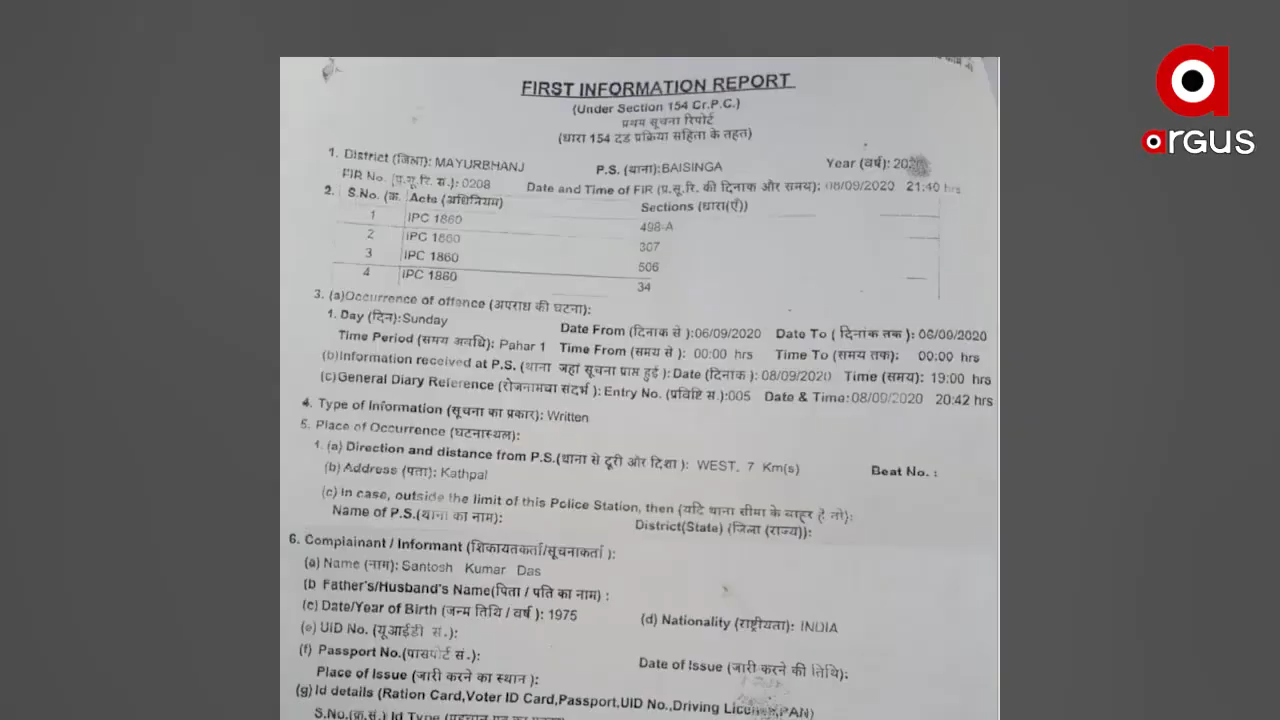 argus
FIRST INFORMATION REPORT
(Under Section 154 Cr.P.C.)
प्रथम सूचना रिपोर्ट
(धारा 154 दंड प्रक्रिया संहिता के तहत)
1. District (जिला): MAYURBHANJ P.S. (थाना): BAISINGA Year (वर्ष): 2020
FIR No. (प्र.सू.रि. सं.): 0208 Date and Time of FIR (प्र.सू.रि. की दिनांक और समय): 08/09/2020 21:40 hrs
2. S.No. (क्र. Acts (अधिनियम) Sections (धारा(एँ))
1 IPC 1860 498-A
2 IPC 1860 307
3 IPC 1860 506
4 IPC 1860 34
3. (a)Occurrence of offence (अपराध की घटना):
1. Day (दिन):Sunday Date From (दिनांक से ):06/09/2020 Date To ( दिनांक तक ): 06/09/2020
Time Period (समय अवधि): Pahar 1 Time From (समय से ): 00:00 hrs Time To (समय तक): 00:00 hrs
(b)Information received at P.S. (थाना जहां सूचना प्राप्त हुई ): Date (दिनांक ): 08/09/2020 Time (समय): 19:00 hrs
(c)General Diary Reference (रोजनामचा संदर्भ ): Entry No. (प्रविष्टि सं.):005 Date & Time:08/09/2020 20:42 hrs
4. Type of Information (सूचना का प्रकार): Written
5. Place of Occurrence (घटनास्थल):
1. (a) Direction and distance from P.S.(थाना से दूरी और दिशा ): WEST, 7 Km(s) Beat No. :
(b) Address (पता): Kathpal
(c) In case, outside the limit of this Police Station, then (यदि थाना सीमा के बाहर है तो):
Name of P.S.(थाना का नाम): District(State) (जिला (राज्य)):
6. Complainant / Informant (शिकायतकर्ता/सूचनाकर्ता ):
(a) Name (नाम): Santosh Kumar Das
(b Father's/Husband's Name(पिता / पति का नाम) :
(c) Date/Year of Birth (जन्म तिथि / वर्ष ): 1975 (d) Nationality (राष्ट्रीयता): INDIA
(e) UID No. (यूआईडी सं.):
(f) Passport No.(पासपोर्ट सं.): Date of Issue (जारी करने की तिथि):
Place of Issue (जारी करने का स्थान ):
(g) Id details (Ration Card,Voter ID Card,Passport,UID No.,Driving License,PAN)
S.No.(क्र.सं.) Id Type